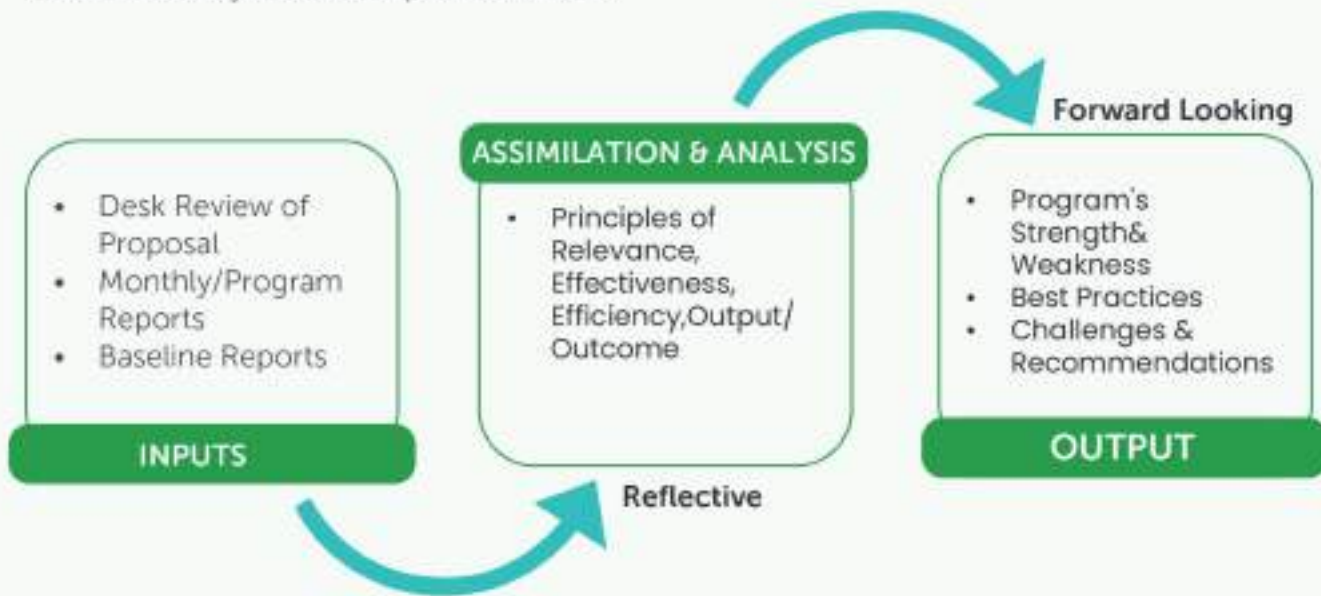 Forward Looking
ASSIMILATION & ANALYSIS
• Desk Review of
Proposal
• Monthly/Program
Reports
• Baseline Reports
INPUTS
• Principles of
Relevance,
Effectiveness,
Efficiency,Output/
Outcome
Reflective
• Program's
Strength&
Weakness
• Best Practices
• Challenges &
Recommendations
OUTPUT